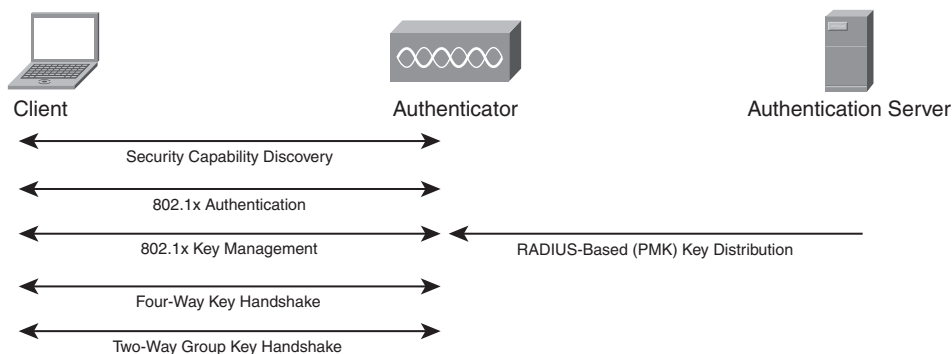 Client
Authenticator
Authentication Server
Security Capability Discovery
802.1x Authentication
802.1x Key Management
RADIUS-Based (PMK) Key Distribution
Four-Way Key Handshake
Two-Way Group Key Handshake